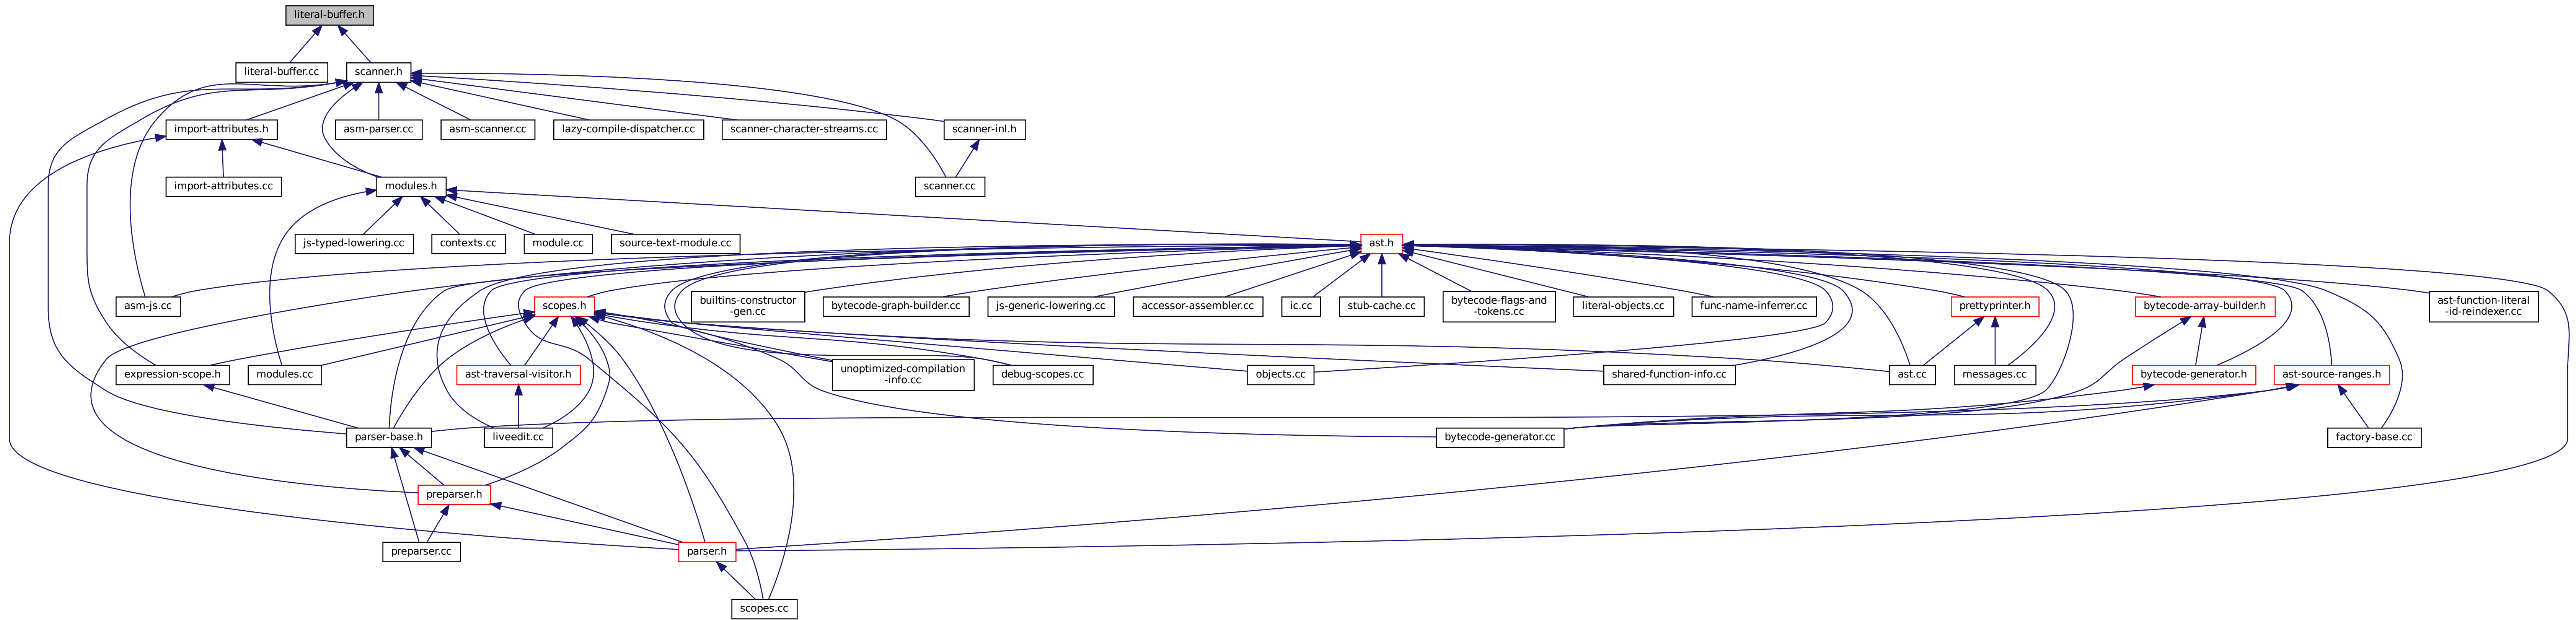 literal-buffer.h
literal-buffer.cc
scanner.h
import-attributes.h
asm-parser.cc
asm-scanner.cc
lazy-compile-dispatcher.cc
scanner-character-streams.cc
scanner-inl.h
import-attributes.cc
modules.h
scanner.cc
js-typed-lowering.cc
contexts.cc
module.cc
source-text-module.cc
ast.h
asm-js.cc
scopes.h
builtins-constructor
-gen.cc
bytecode-graph-builder.cc
js-generic-lowering.cc
accessor-assembler.cc
ic.cc
stub-cache.cc
bytecode-flags-and
-tokens.cc
literal-objects.cc
func-name-inferrer.cc
prettyprinter.h
bytecode-array-builder.h
ast-function-literal
-id-reindexer.cc
expression-scope.h
modules.cc
ast-traversal-visitor.h
unoptimized-compilation
-info.cc
debug-scopes.cc
objects.cc
shared-function-info.cc
ast.cc
messages.cc
bytecode-generator.h
ast-source-ranges.h
parser-base.h
liveedit.cc
bytecode-generator.cc
factory-base.cc
preparser.h
preparser.cc
parser.h
scopes.cc